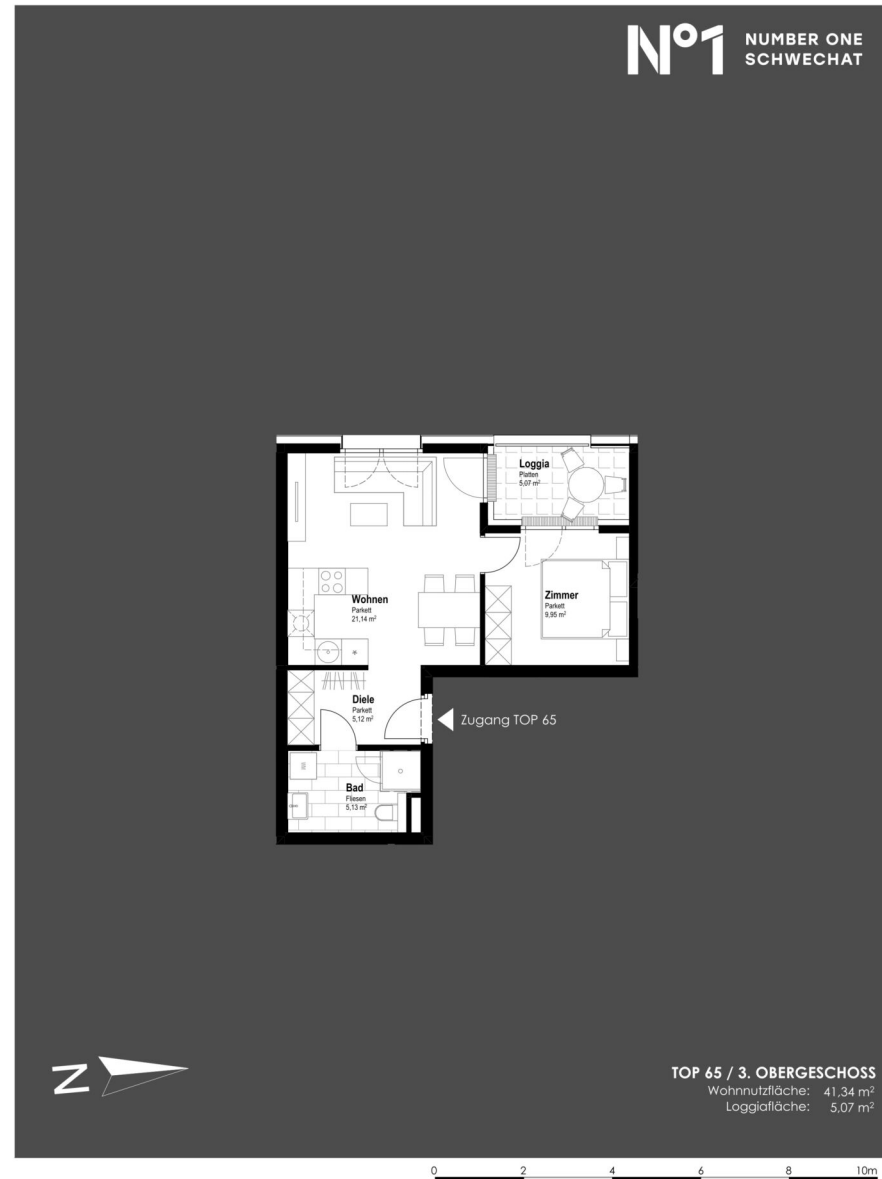 Nº1
NUMBER ONE
SCHWECHAT
Loggia
Platten
5,07 m²
Wohnen
Parkett
21,14 m²
Zimmer
Parkett
9,95 m²
Diele
Parkett
5,12 m²
Zugang TOP 65
Bad
Fliesen
5,13 m²
N
TOP 65 / 3. OBERGESCHOSS
Wohnnutzfläche: 41,34 m²
Loggiafläche: 5,07 m²
0 2 4 6 8 10m